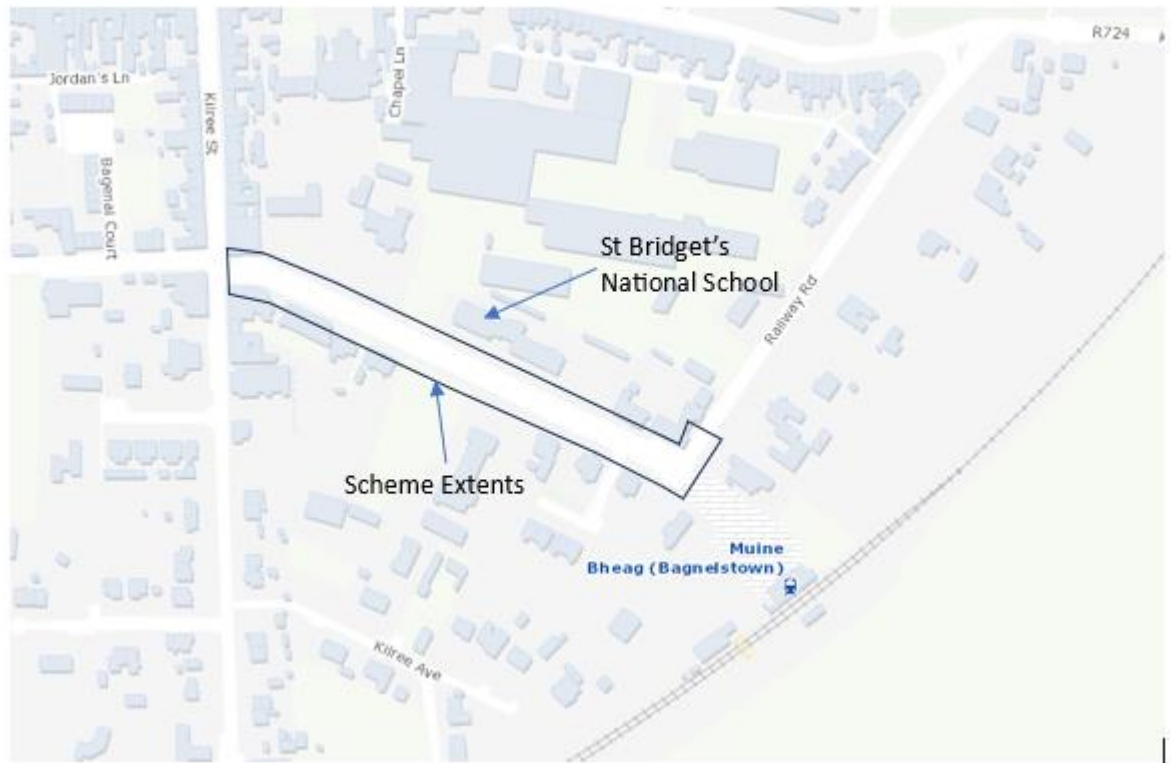 R724
Jordan's Ln
Kilree St
Chapel Ln
Bagenal Court
St Bridget's
National School
Railway Rd
Scheme Extents
Muine
Bheag (Bagnelstown)
Kilree Ave